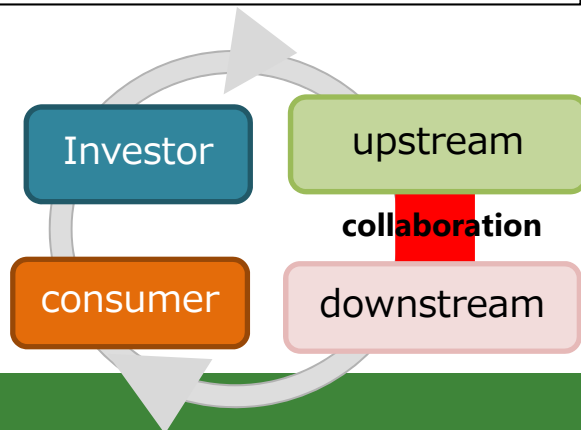 Investor
upstream
collaboration
consumer
downstream